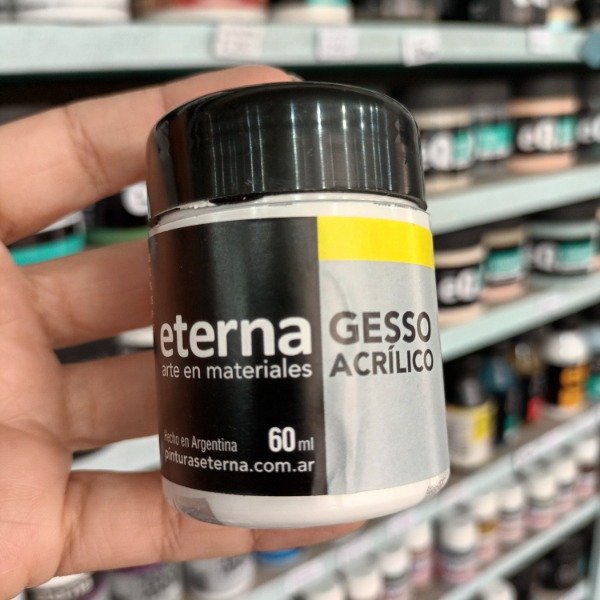 eterna
arte en materiales
Hecho en Argentina
60 ml
pinturaseterna.com.ar
GESSO
ACRÍLICO